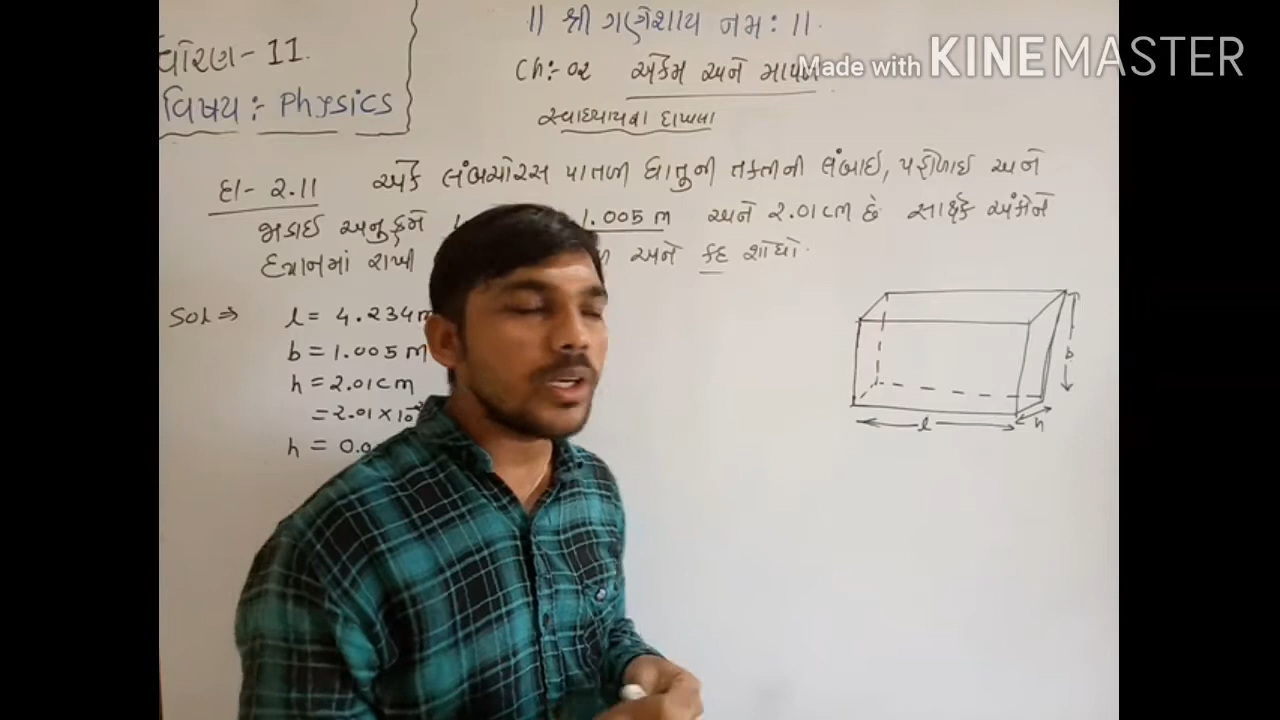 || શ્રી ગણેશાય નમઃ ||.
Made with KINEMASTER
ધોરણ - 11.
Ch:- 02 એકમ અને માપન
વિષય :- Physics
સ્વાધ્યાયના દાખલા
દા- 2.11 એક લંબચોરસ પાતળી ધાતુની તક્તીની લંબાઈ, પહોળાઈ અને
જાડાઈ અનુક્રમે 1.005 m અને 2.01 cm છે સાર્થક અંકોને
ધ્યાનમાં રાખી અને કદ શોધો.
Sol ⇒ l = 4.234 m
b = 1.005 m
h = 2.01 cm
= 2.01 × 10
h = 0.0
b
l
h